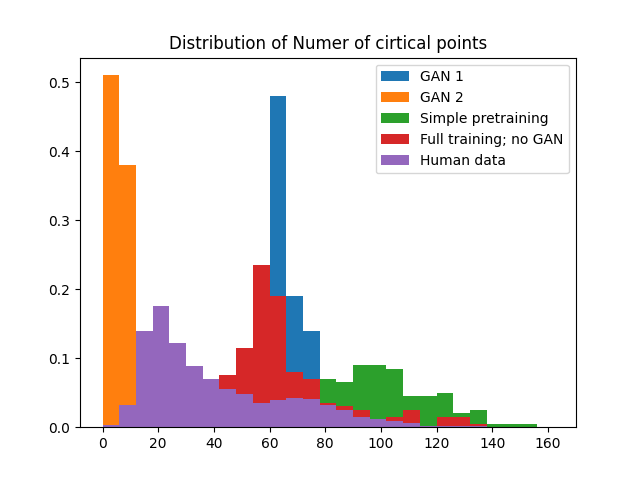 Distribution of Numer of cirtical points
GAN 1
GAN 2
Simple pretraining
Full training; no GAN
Human data
0.5
0.4
0.3
0.2
0.1
0.0
0 20 40 60 80 100 120 140 160